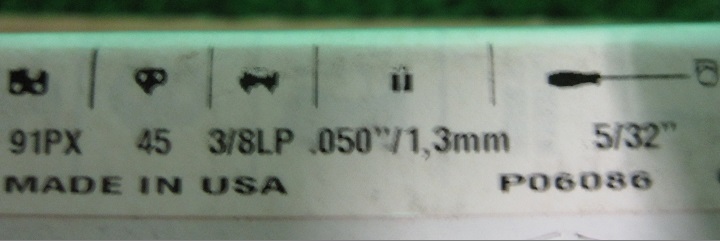 91PX 45 3/8LP .050"/1,3mm 5/32"
MADE IN USA P06086